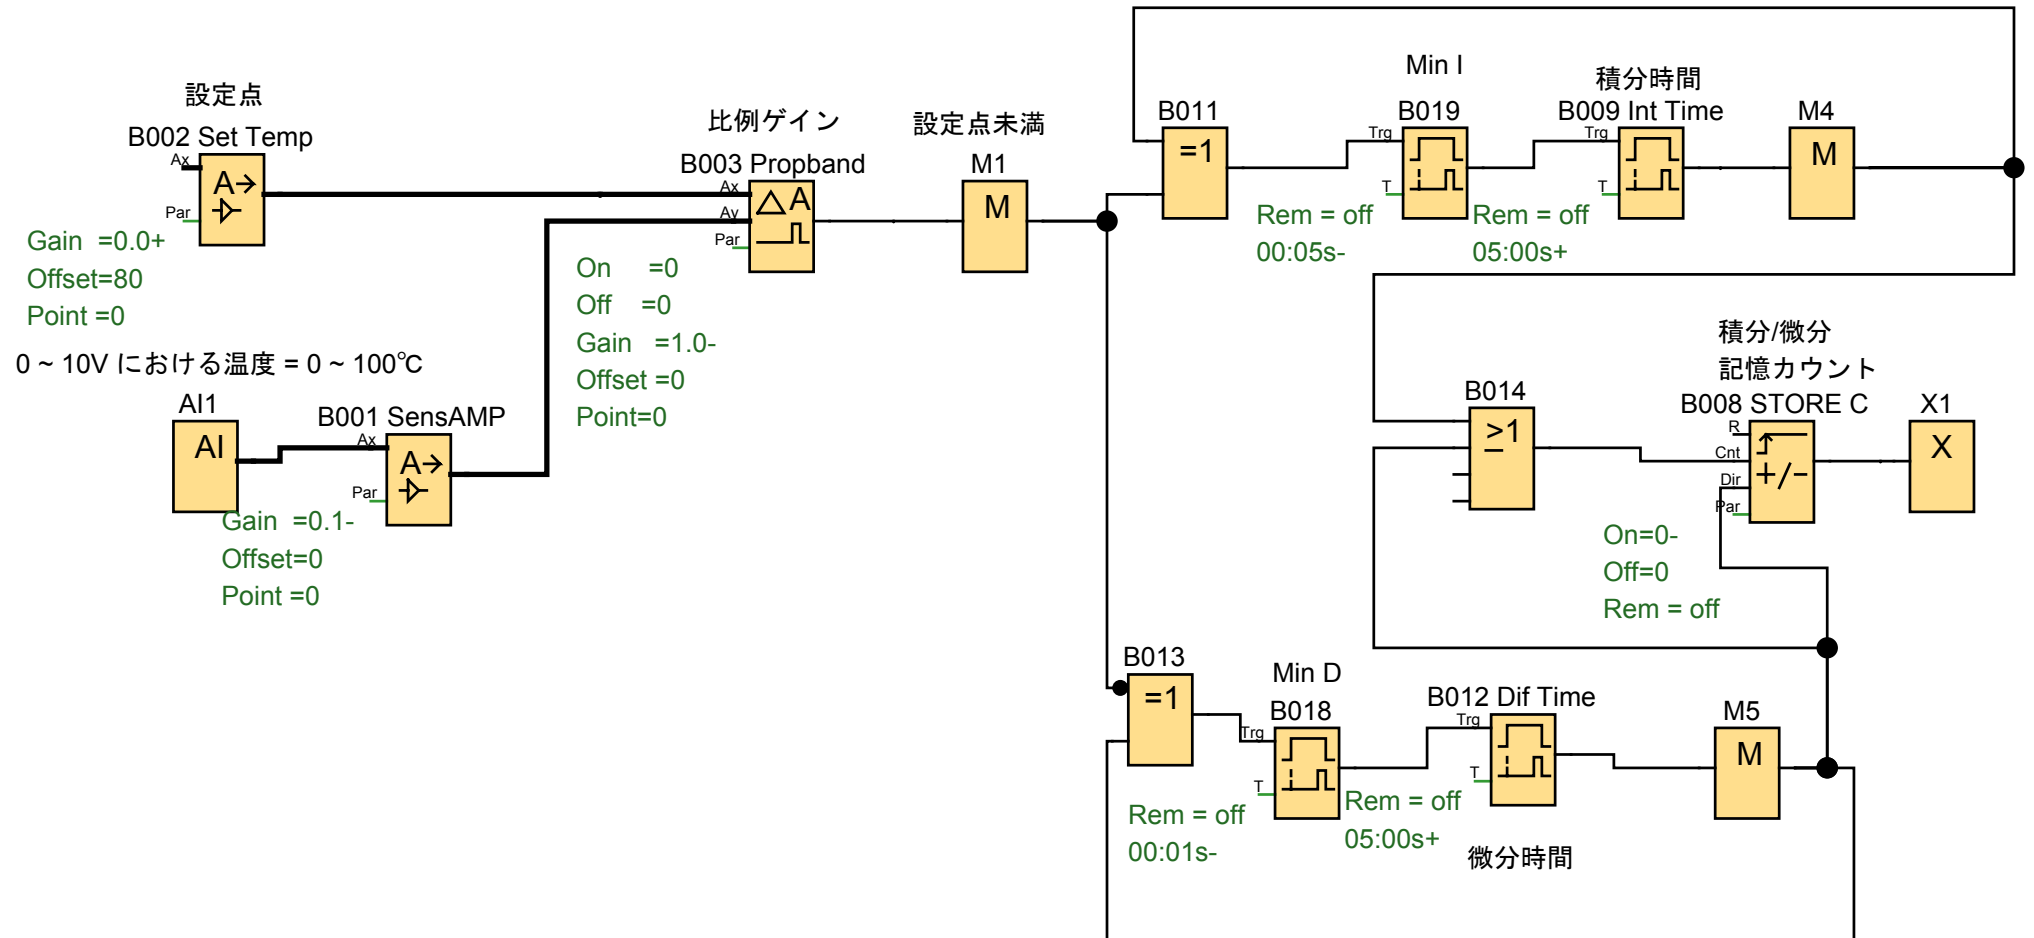 設定点
B002 Set Temp
Ax
A→
Par
Gain =0.0+
Offset=80
Point =0
0 ~ 10V における温度 = 0 ~ 100℃
AI1
AI
B001 SensAMP
Ax
A→
Par
Gain =0.1-
Offset=0
Point =0
比例ゲイン
B003 Propband
Ax
Ay
Par
△A
On =0
Off =0
Gain =1.0-
Offset =0
Point=0
設定点未満
M1
M
B011
=1
Min I
B019
Trg
T
Rem = off
00:05s-
積分時間
B009 Int Time
Trg
T
Rem = off
05:00s+
M4
M
B014
≥1
積分/微分
記憶カウント
B008 STORE C
R
Cnt
Dir
Par
+/-
On=0-
Off=0
Rem = off
X1
X
B013
=1
Min D
B018
Trg
T
Rem = off
00:01s-
B012 Dif Time
Trg
T
Rem = off
05:00s+
微分時間
M5
M